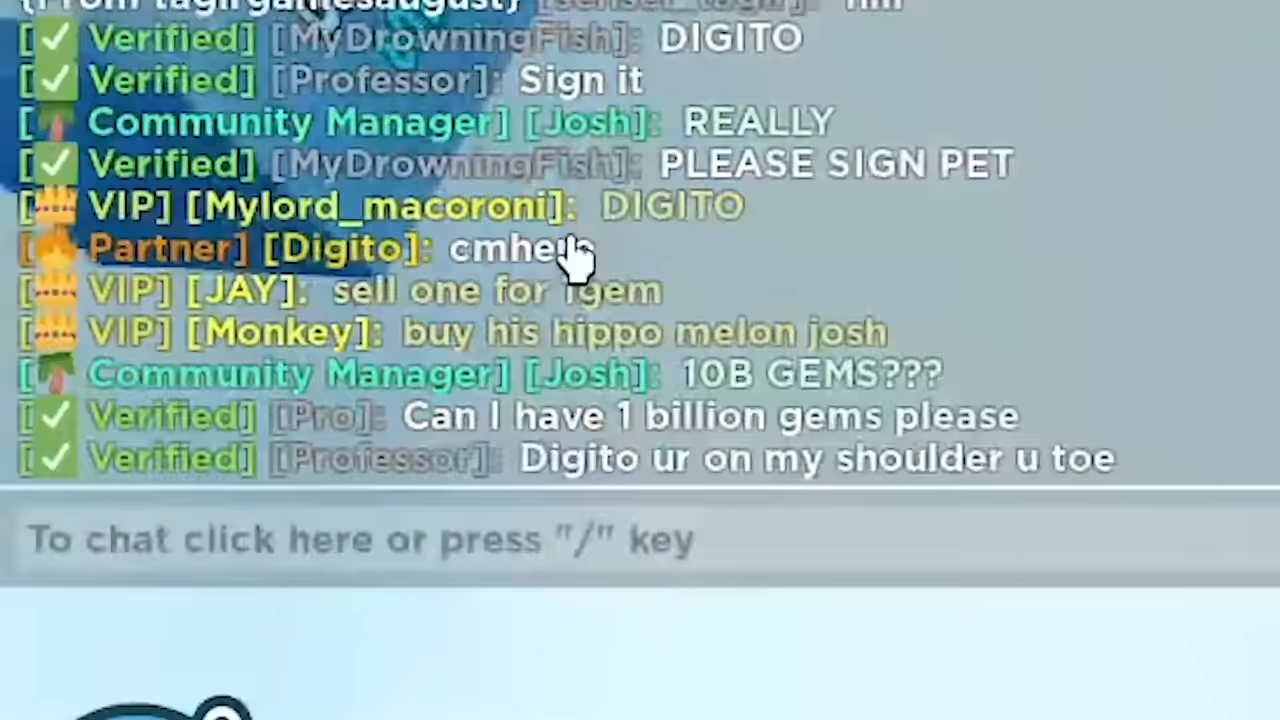 [✅ Verified] [MyDrowningFish]: DIGITO
[✅ Verified] [Professor]: Sign it
[🌴 Community Manager] [Josh]: REALLY
[✅ Verified] [MyDrowningFish]: PLEASE SIGN PET
[👑 VIP] [Mylord_macoroni]: DIGITO
[🔥 Partner] [Digito]:
[👑 VIP] [JAY]: sell one for 1gem
[👑 VIP] [Monkey]: buy his hippo melon josh
[🌴 Community Manager] [Josh]: 10B GEMS???
[✅ Verified] [Pro]: Can I have 1 billion gems please
[✅ Verified] [Professor]: Digito ur on my shoulder u toe
To chat click here or press "/" key